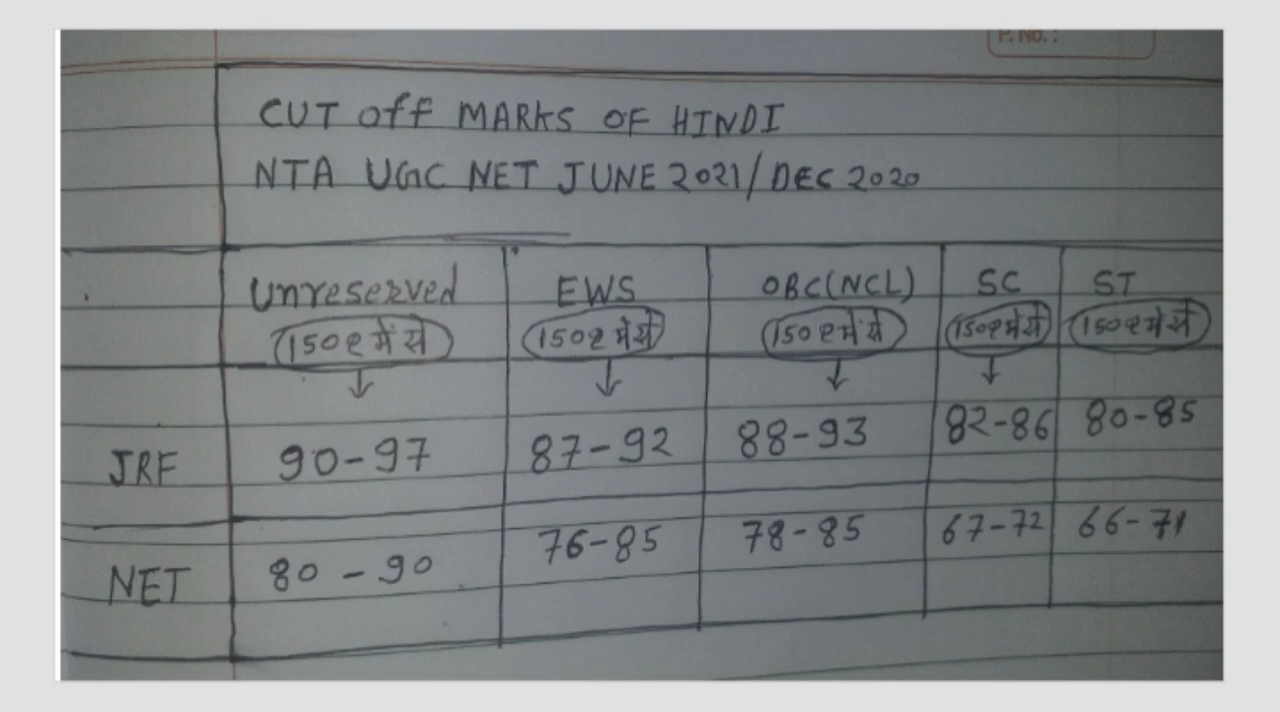 P. No. :
CUT off MARKS OF HINDI
NTA UGC NET JUNE 2021/DEC 2020
Unreserved EWS OBC(NCL) SC ST
150 में से 150 में से 150 में से 150 में से 150 में से
JRF 90-97 87-92 88-93 82-86 80-85
NET 80-90 76-85 78-85 67-72 66-71